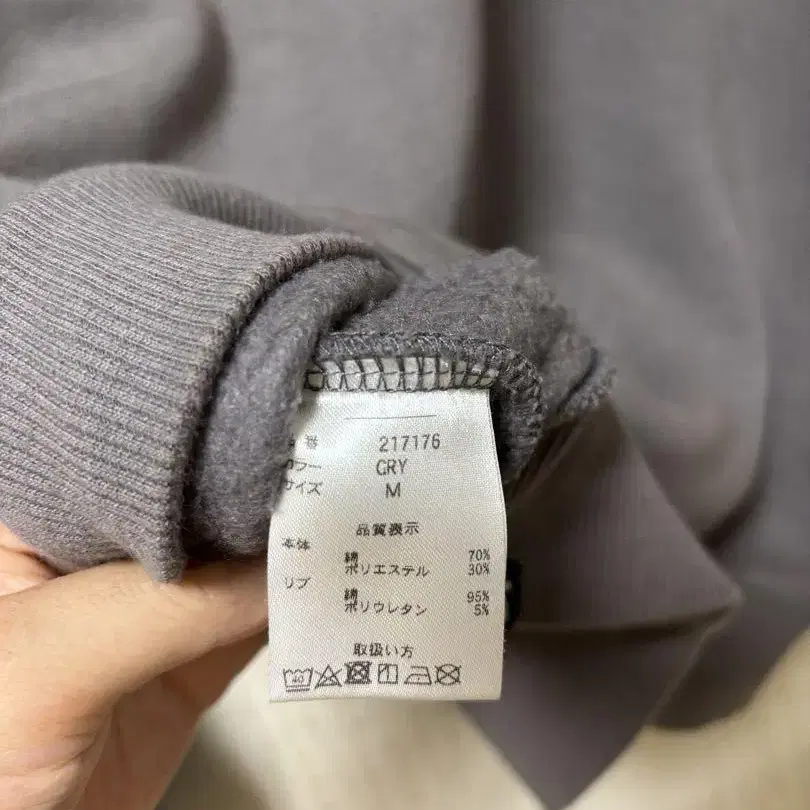 番 217176
カラー GRY
サイズ M
品質表示
本体 綿 70%
ポリエステル 30%
リブ 綿 95%
ポリウレタン 5%
取扱い方
40